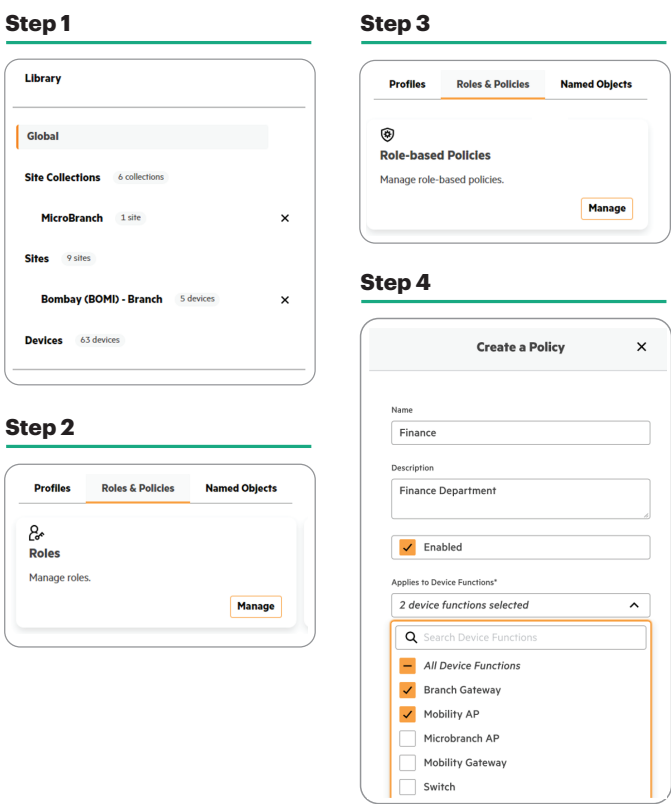 Step 1
Library
Global
Site Collections 6 collections
MicroBranch 1 site
Sites 9 sites
Bombay (BOMI) - Branch 5 devices
Devices 63 devices
Step 2
Profiles Roles & Policies Named Objects
Roles
Manage roles.
Manage
Step 3
Profiles Roles & Policies Named Objects
Role-based Policies
Manage role-based policies.
Manage
Step 4
Create a Policy
Name
Finance
Description
Finance Department
Enabled
Applies to Device Functions*
2 device functions selected
Search Device Functions
All Device Functions
Branch Gateway
Mobility AP
Microbranch AP
Mobility Gateway
Switch